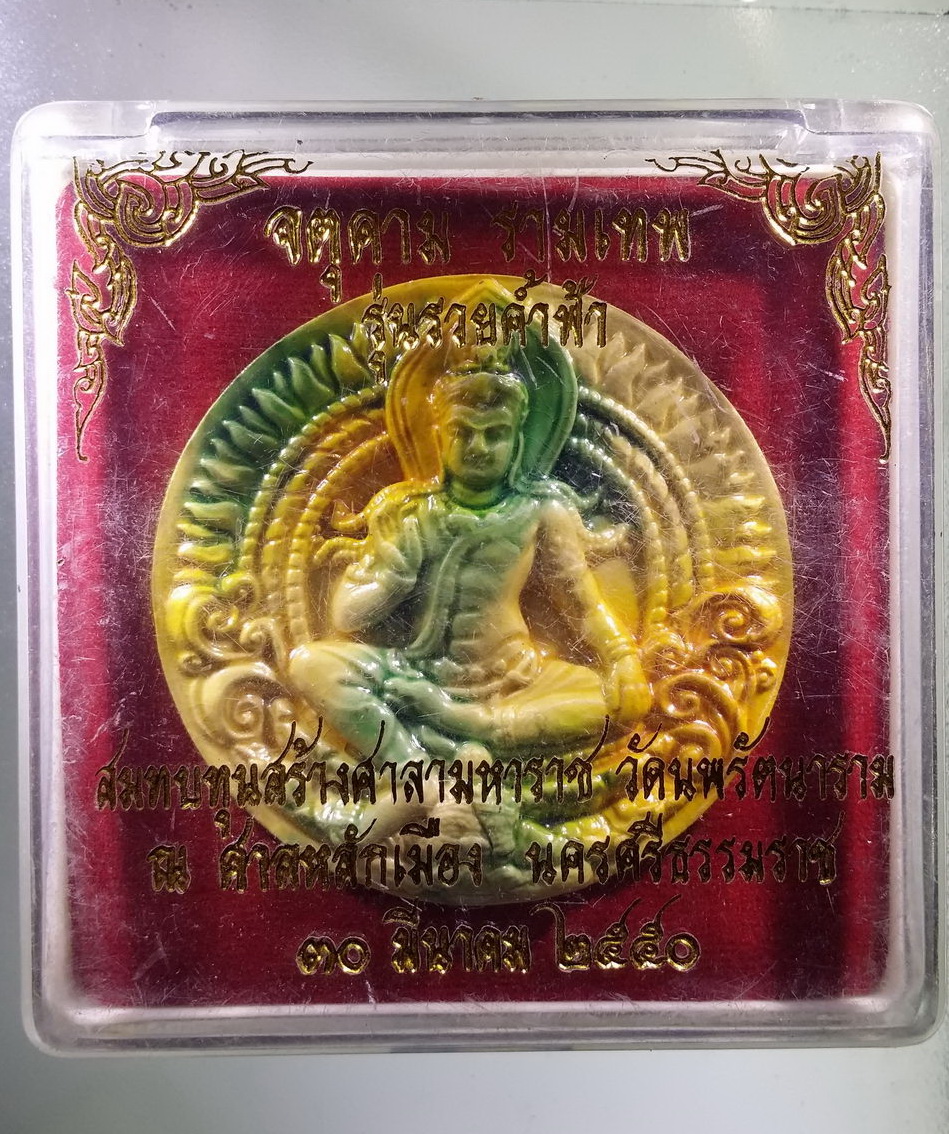 จตุคาม รามเทพ
รุ่นรวยค้ำฟ้า
สมทบทุนสร้างศาลามหาราช วัดนพรัตนาราม
ณ ศาลหลักเมือง นครศรีธรรมราช
๓๐ มีนาคม ๒๕๕๐